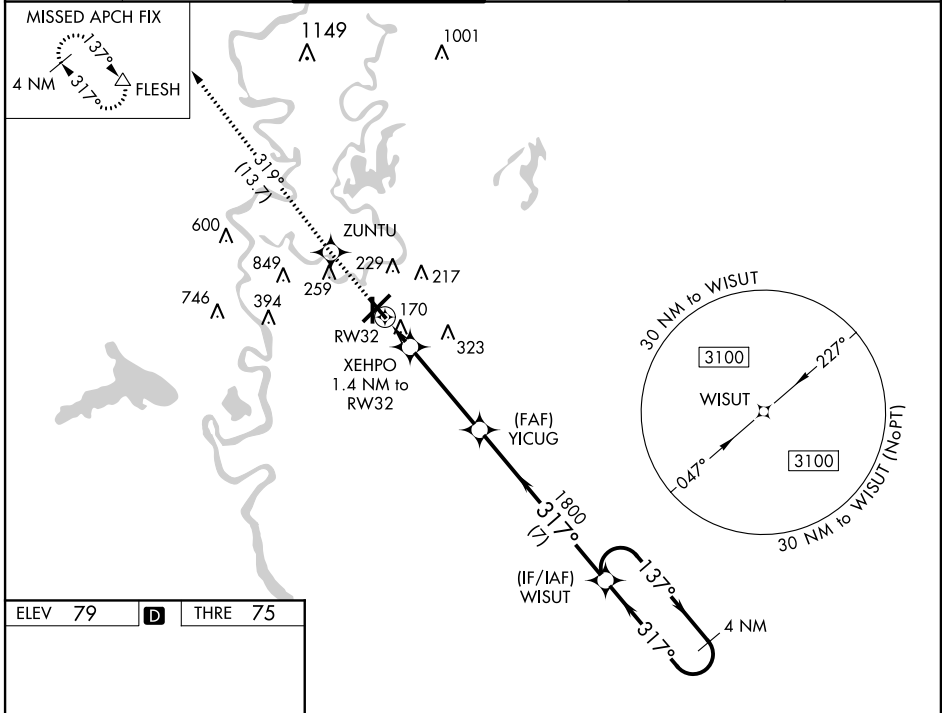 MISSED APCH FIX
137°
4 NM
317°
FLESH
1149
1001
319°
(13.7)
600
ZUNTU
849
229
217
259
746
394
170
RW32
323
XEHPO
1.4 NM to
RW32
(FAF)
YICUG
1800
317°
(7)
(IF/IAF)
WISUT
137°
317°
4 NM
30 NM to WISUT
3100
227°
WISUT
047°
3100
30 NM to WISUT (NoPT)
ELEV 79
D
THRE 75